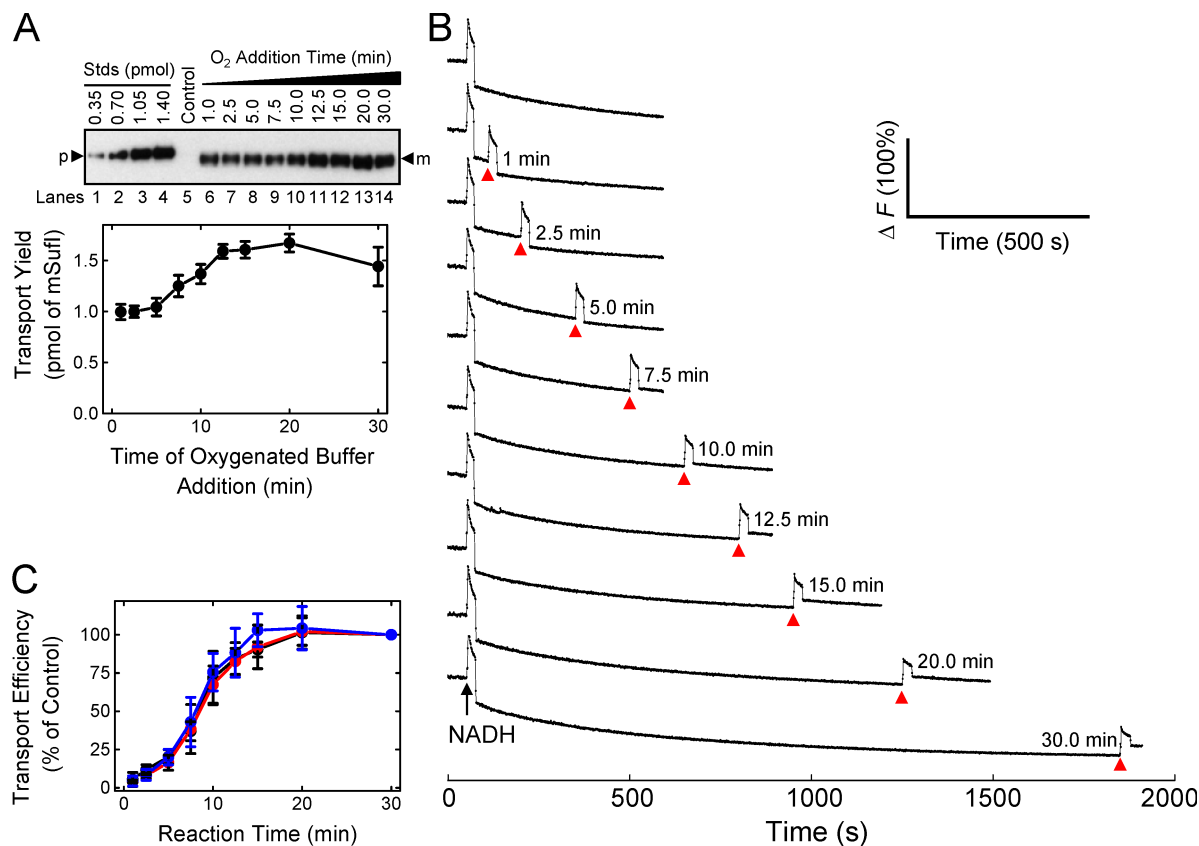 A
O2 Addition Time (min)
Stds (pmol)
Control
0.35 0.70 1.05 1.40
1.0 2.5 5.0 7.5 10.0 12.5 15.0 20.0 30.0
p
m
Lanes 1 2 3 4 5 6 7 8 9 10 11 12 13 14
Transport Yield
(pmol of mSufI)
1.5
1.0
0.5
0.0
0 10 20 30
Time of Oxygenated Buffer
Addition (min)
C
Transport Efficiency
(% of Control)
100
75
50
25
0
0 10 20 30
Reaction Time (min)
B
1 min
2.5 min
5.0 min
7.5 min
10.0 min
12.5 min
15.0 min
20.0 min
30.0 min
NADH
Δ F (100%)
Time (500 s)
0 500 1000 1500 2000
Time (s)